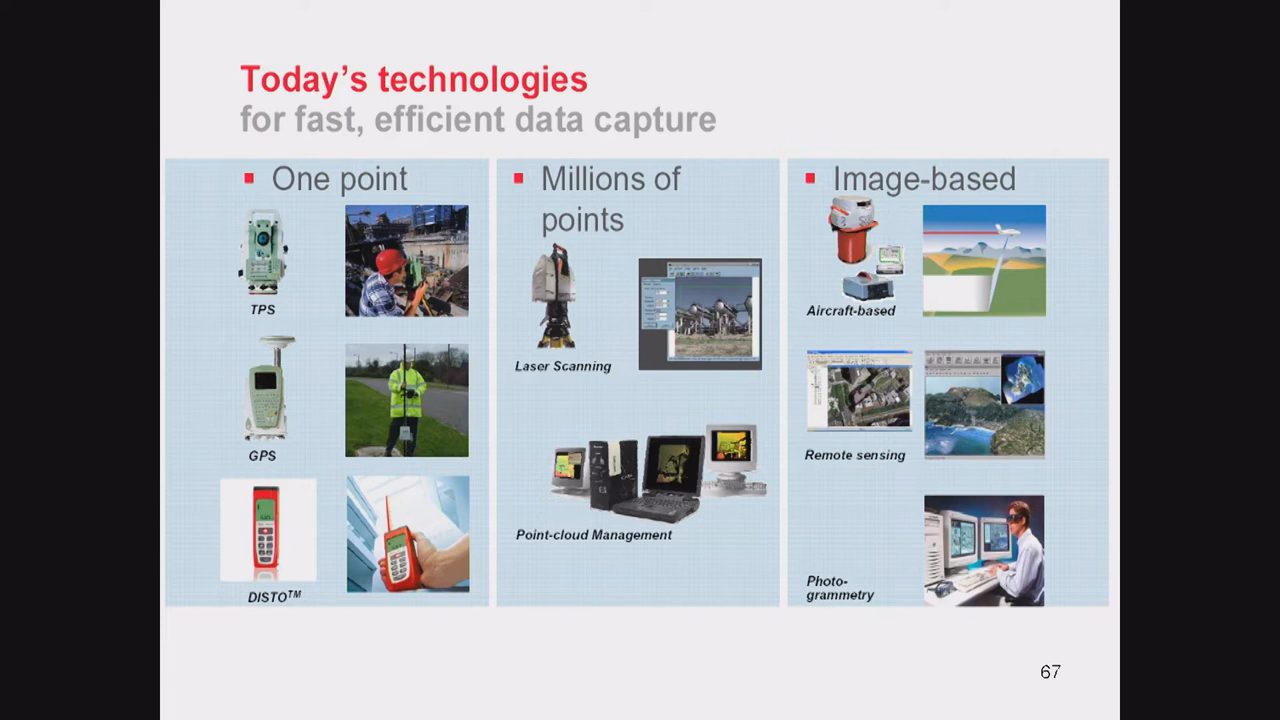 Today's technologies
for fast, efficient data capture
One point
TPS
GPS
DISTO™
Millions of
points
Laser Scanning
Point-cloud Management
Image-based
Aircraft-based
Remote sensing
Photo-
grammetry
67